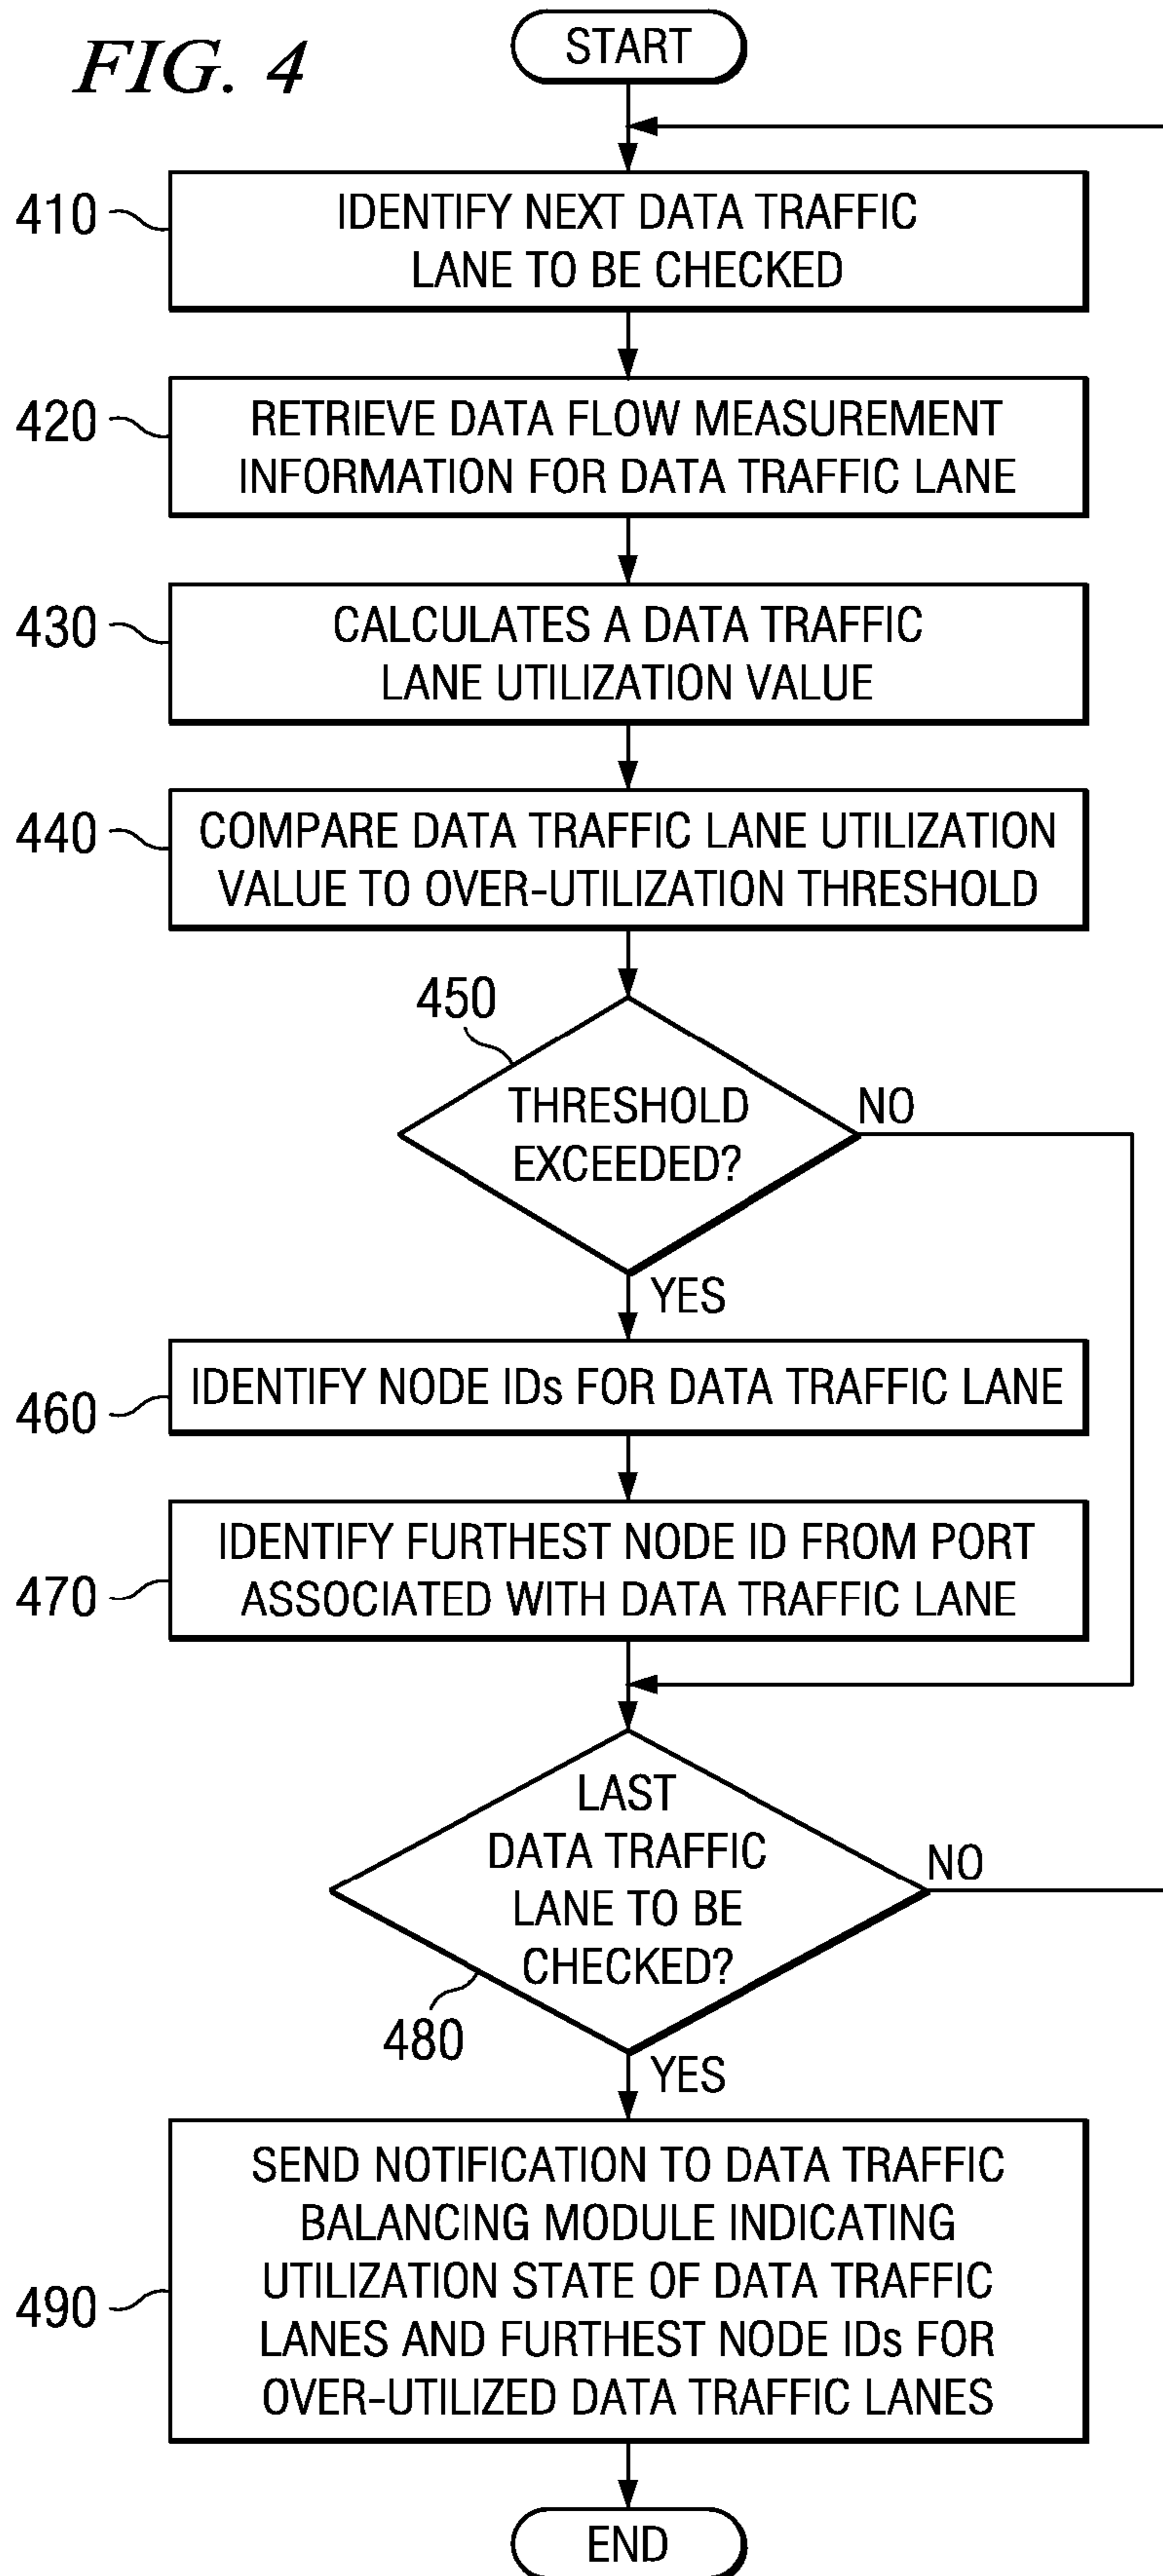 FIG. 4
START
410
IDENTIFY NEXT DATA TRAFFIC
LANE TO BE CHECKED
420
RETRIEVE DATA FLOW MEASUREMENT
INFORMATION FOR DATA TRAFFIC LANE
430
CALCULATES A DATA TRAFFIC
LANE UTILIZATION VALUE
440
COMPARE DATA TRAFFIC LANE UTILIZATION
VALUE TO OVER-UTILIZATION THRESHOLD
450
THRESHOLD
EXCEEDED?
NO
YES
460
IDENTIFY NODE IDs FOR DATA TRAFFIC LANE
470
IDENTIFY FURTHEST NODE ID FROM PORT
ASSOCIATED WITH DATA TRAFFIC LANE
LAST
DATA TRAFFIC
LANE TO BE
CHECKED?
NO
480
YES
490
SEND NOTIFICATION TO DATA TRAFFIC
BALANCING MODULE INDICATING
UTILIZATION STATE OF DATA TRAFFIC
LANES AND FURTHEST NODE IDs FOR
OVER-UTILIZED DATA TRAFFIC LANES
END